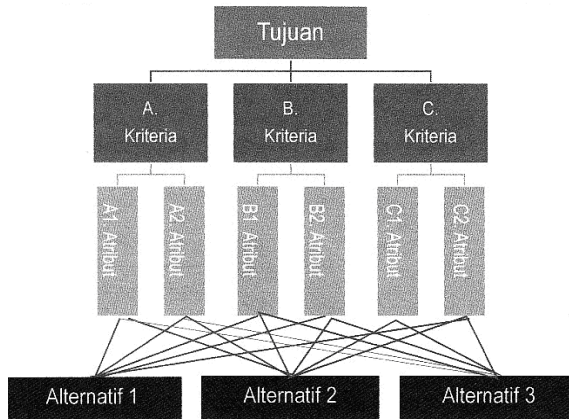 Tujuan
A.
Kriteria
B.
Kriteria
C.
Kriteria
A1. Atribut
A2. Atribut
B1. Atribut
B2. Atribut
C1. Atribut
C2. Atribut
Alternatif 1
Alternatif 2
Alternatif 3